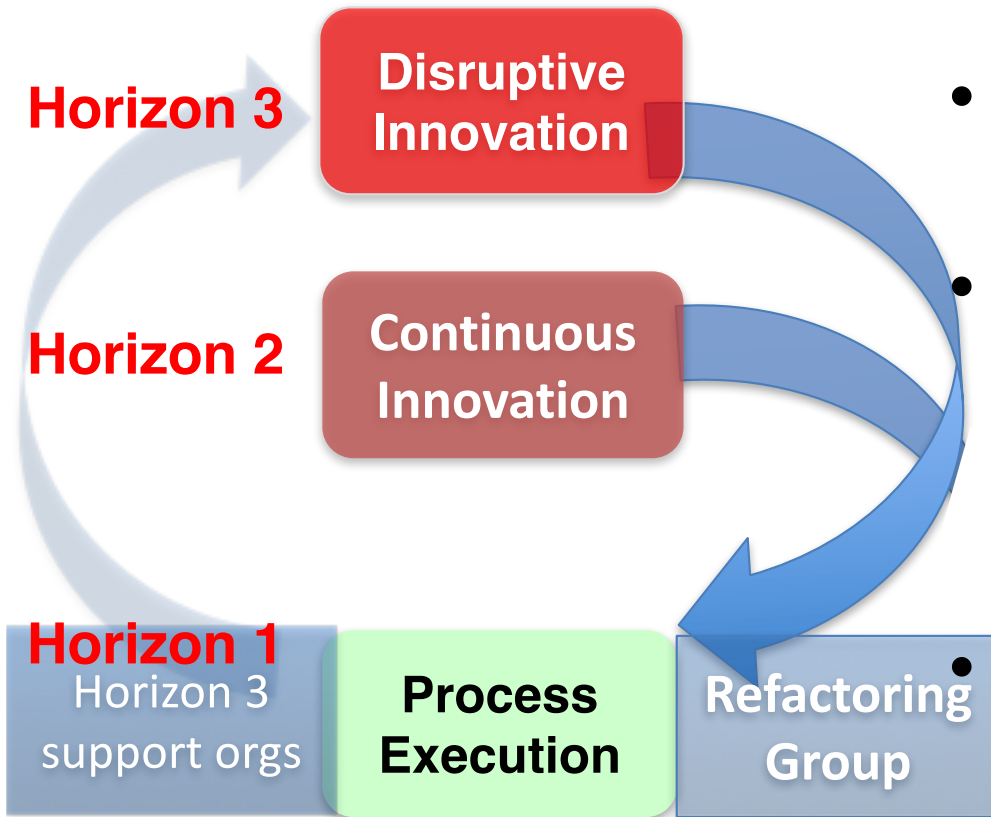 Horizon 3
Disruptive
Innovation
•
•
Horizon 2
Continuous
Innovation
Horizon 1
Horizon 3
support orgs
Process
Execution
•
Refactoring
Group